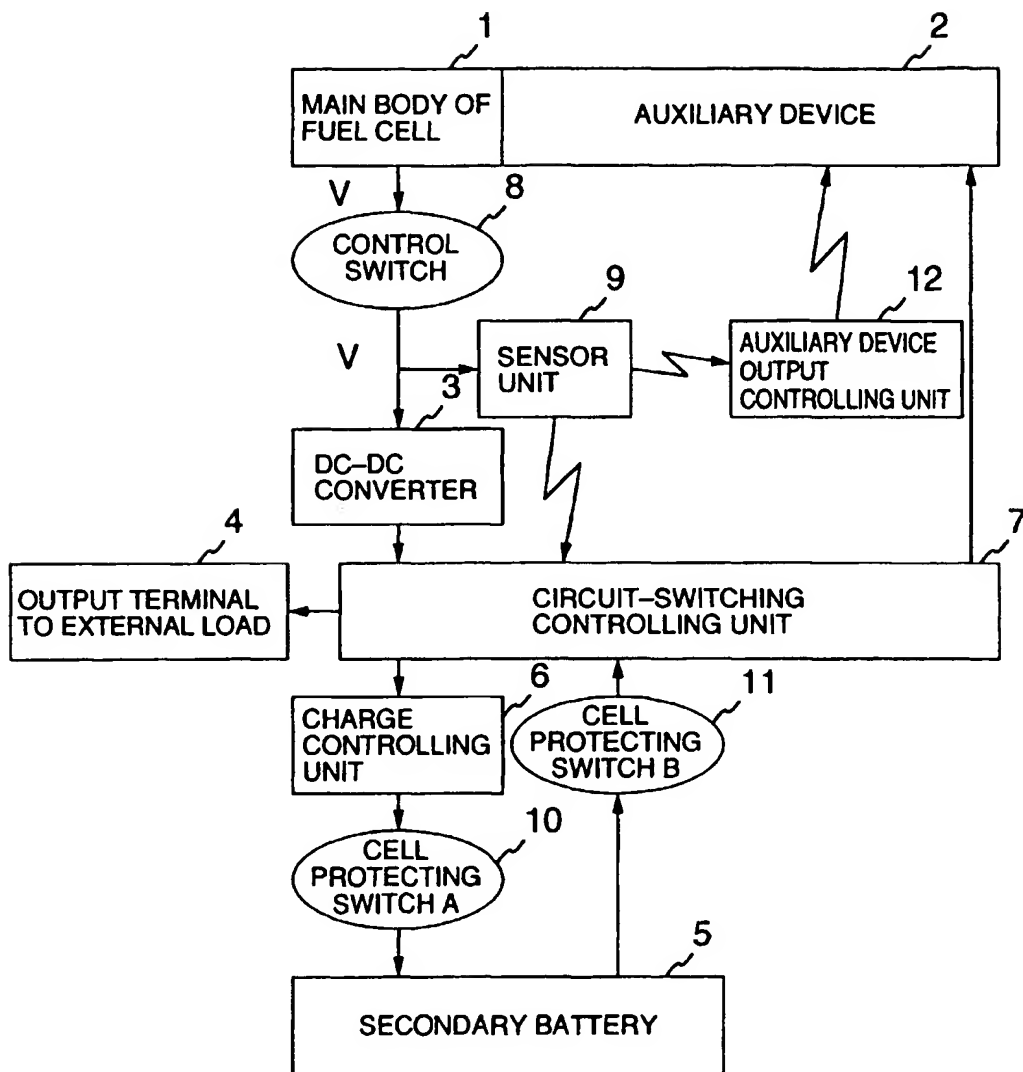 1
2
MAIN BODY OF
FUEL CELL
AUXILIARY DEVICE
V
8
CONTROL
SWITCH
9
12
V
SENSOR
UNIT
AUXILIARY DEVICE
OUTPUT
CONTROLLING UNIT
3
DC-DC
CONVERTER
4
7
OUTPUT TERMINAL
TO EXTERNAL LOAD
CIRCUIT-SWITCHING
CONTROLLING UNIT
6
11
CHARGE
CONTROLLING
UNIT
CELL
PROTECTING
SWITCH B
10
CELL
PROTECTING
SWITCH A
5
SECONDARY BATTERY